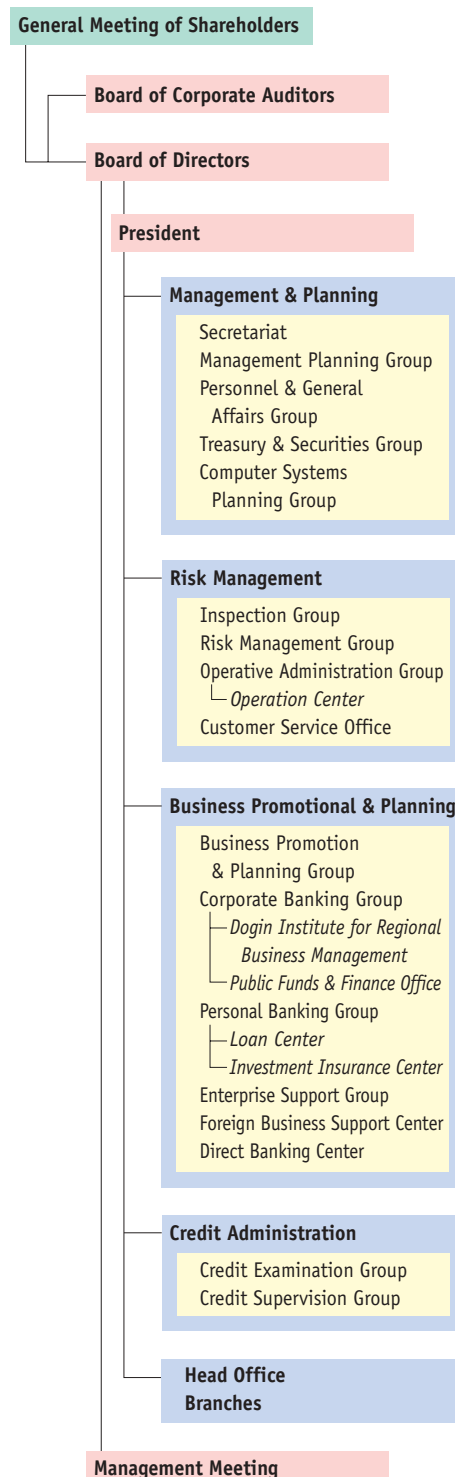 General Meeting of Shareholders
Board of Corporate Auditors
Board of Directors
President
Management & Planning
Secretariat
Management Planning Group
Personnel & General
Affairs Group
Treasury & Securities Group
Computer Systems
Planning Group
Risk Management
Inspection Group
Risk Management Group
Operative Administration Group
Operation Center
Customer Service Office
Business Promotional & Planning
Business Promotion
& Planning Group
Corporate Banking Group
Dogin Institute for Regional
Business Management
Public Funds & Finance Office
Personal Banking Group
Loan Center
Investment Insurance Center
Enterprise Support Group
Foreign Business Support Center
Direct Banking Center
Credit Administration
Credit Examination Group
Credit Supervision Group
Head Office
Branches
Management Meeting